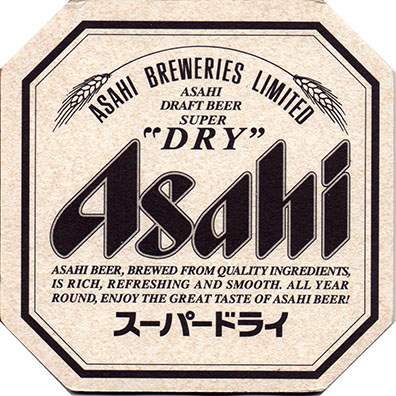 ASAHI BREWERIES LIMITED
ASAHI
DRAFT BEER
SUPER
"DRY"
Asahi
ASAHI BEER, BREWED FROM QUALITY INGREDIENTS,
IS RICH, REFRESHING AND SMOOTH. ALL YEAR
ROUND, ENJOY THE GREAT TASTE OF ASAHI BEER!
スーパードライ